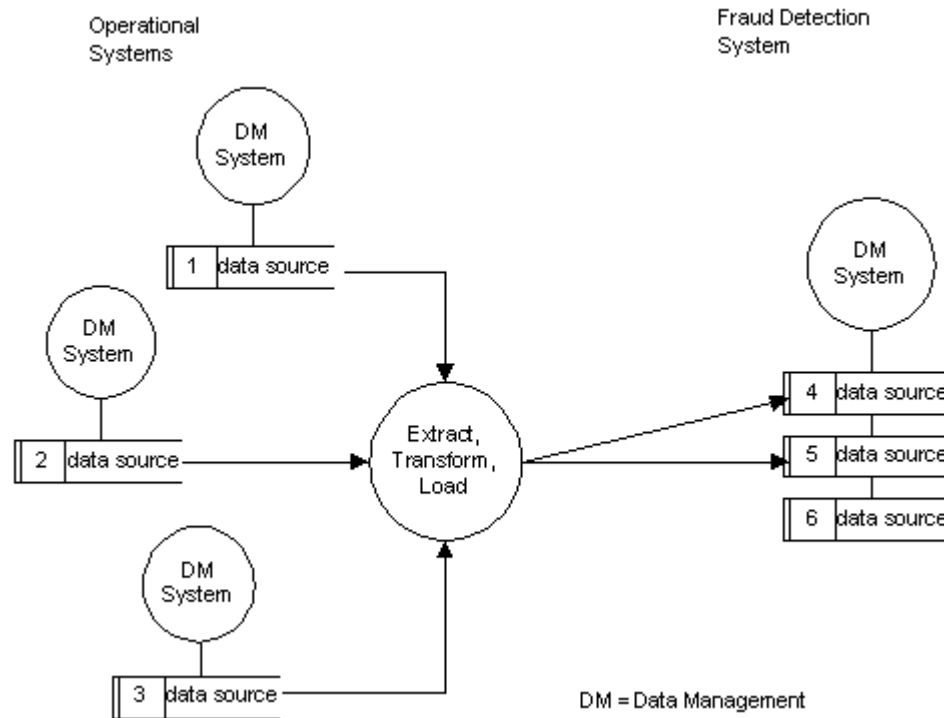 Operational
Systems
Fraud Detection
System
DM
System
1 data source
DM
System
2 data source
DM
System
3 data source
Extract,
Transform,
Load
DM
System
4 data source
5 data source
6 data source
DM = Data Management